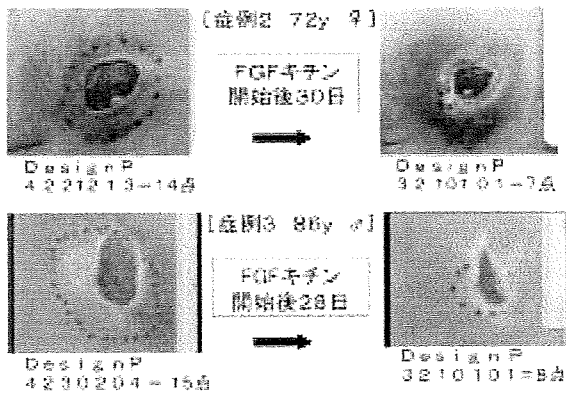 [症例2 72y ♀]
FGFキチン
開始後30日
DesignP
4221213-14点
DesignP
3210101-7点
[症例3 86y ♂]
FGFキチン
開始後28日
DesignP
4230204-15点
DesignP
3210101=8点